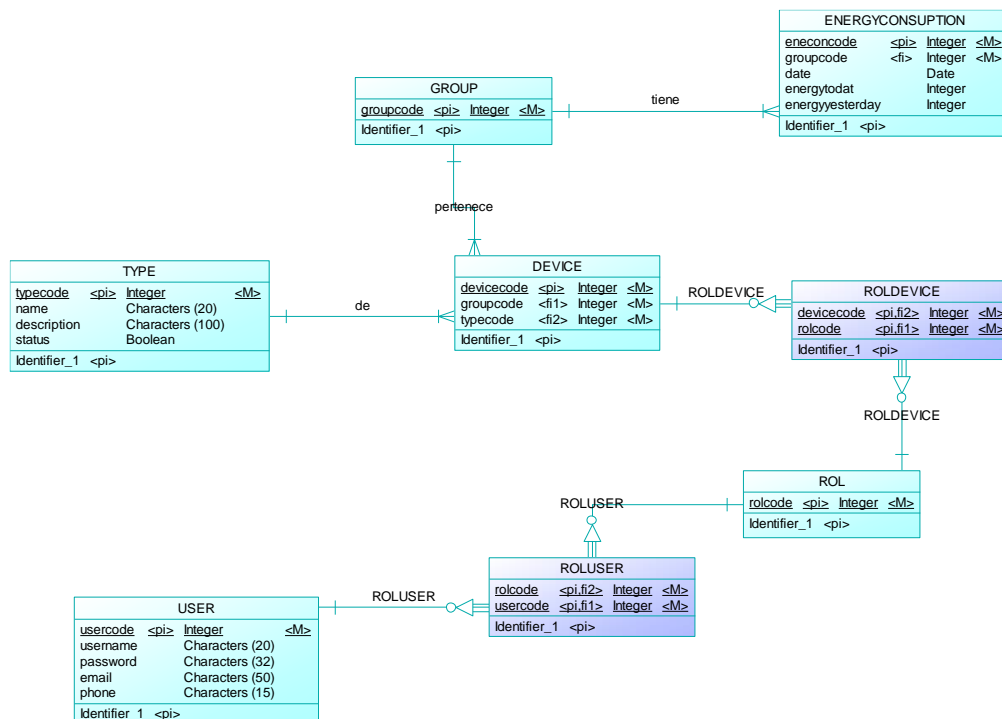 ENERGYCONSUPTION
eneconcode <pi> Integer <M>
groupcode <fi> Integer <M>
date Date
energytodat Integer
energyyesterday Integer
Identifier_1 <pi>
GROUP
groupcode <pi> Integer <M>
Identifier_1 <pi>
tiene
pertenece
TYPE
typecode <pi> Integer <M>
name Characters (20)
description Characters (100)
status Boolean
Identifier_1 <pi>
de
DEVICE
devicecode <pi> Integer <M>
groupcode <fi1> Integer <M>
typecode <fi2> Integer <M>
Identifier_1 <pi>
ROLDEVICE
ROLDEVICE
devicecode <pi,fi2> Integer <M>
rolcode <pi,fi1> Integer <M>
Identifier_1 <pi>
ROLDEVICE
ROL
rolcode <pi> Integer <M>
Identifier_1 <pi>
ROLUSER
ROLUSER
rolcode <pi,fi2> Integer <M>
usercode <pi,fi1> Integer <M>
Identifier_1 <pi>
ROLUSER
USER
usercode <pi> Integer <M>
username Characters (20)
password Characters (32)
email Characters (50)
phone Characters (15)
Identifier_1 <pi>